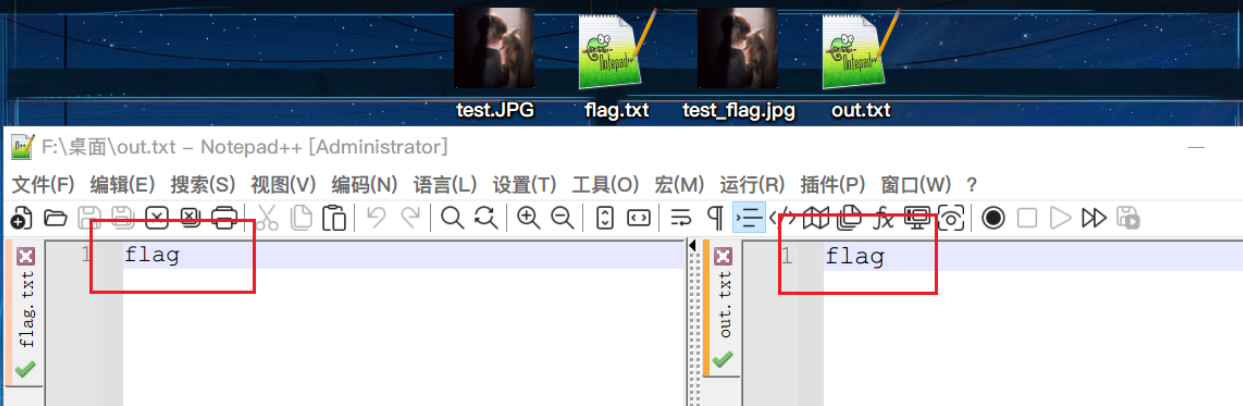 test.JPG flag.txt test_flag.jpg out.txt
F:\桌面\out.txt - Notepad++ [Administrator]
文件(F) 编辑(E) 搜索(S) 视图(V) 编码(N) 语言(L) 设置(T) 工具(O) 宏(M) 运行(R) 插件(P) 窗口(W) ?
flag.txt
1 flag
out.txt
1 flag